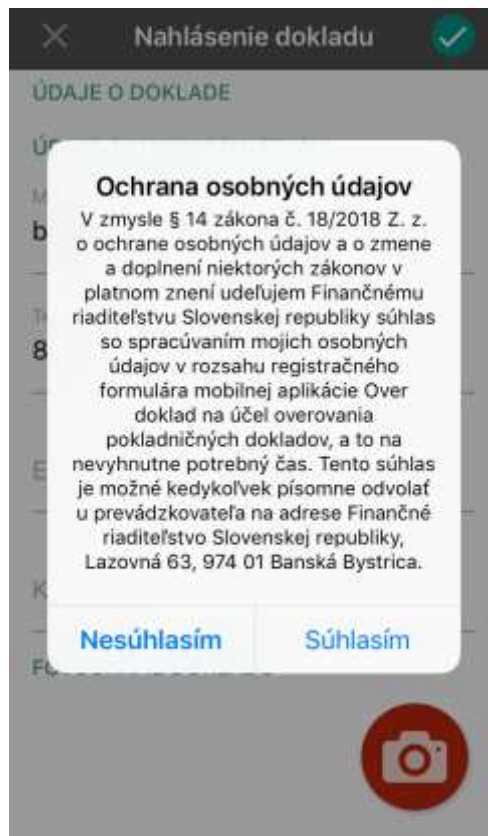 Nahlásenie dokladu
ÚDAJE O DOKLADE
Ochrana osobných údajov
V zmysle § 14 zákona č. 18/2018 Z. z.
o ochrane osobných údajov a o zmene
a doplnení niektorých zákonov v
platnom znení udeľujem Finančnému
riaditeľstvu Slovenskej republiky súhlas
so spracúvaním mojich osobných
údajov v rozsahu registračného
formulára mobilnej aplikácie Over
doklad na účel overovania
pokladničných dokladov, a to na
nevyhnutne potrebný čas. Tento súhlas
je možné kedykoľvek písomne odvolať
u prevádzkovateľa na adrese Finančné
riaditeľstvo Slovenskej republiky,
Lazovná 63, 974 01 Banská Bystrica.
Nesúhlasím Súhlasím